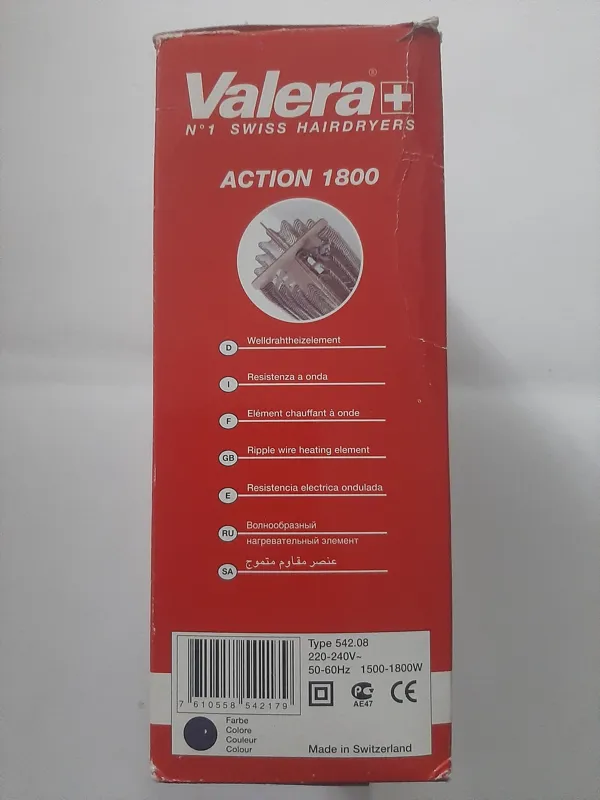 Valera®
N°1 SWISS HAIRDRYERS
ACTION 1800
D Welldrahtheizelement
I Resistenza a onda
F Elément chauffant à onde
GB Ripple wire heating element
E Resistencia electrica ondulada
RU Волнообразный
нагревательный элемент
SA عنصر مقاوم متموج
Type 542.08
220-240V~
50-60Hz 1500-1800W
7 610558 542179
PG
AE47
CE
Farbe
Colore
Couleur
Colour
Made in Switzerland